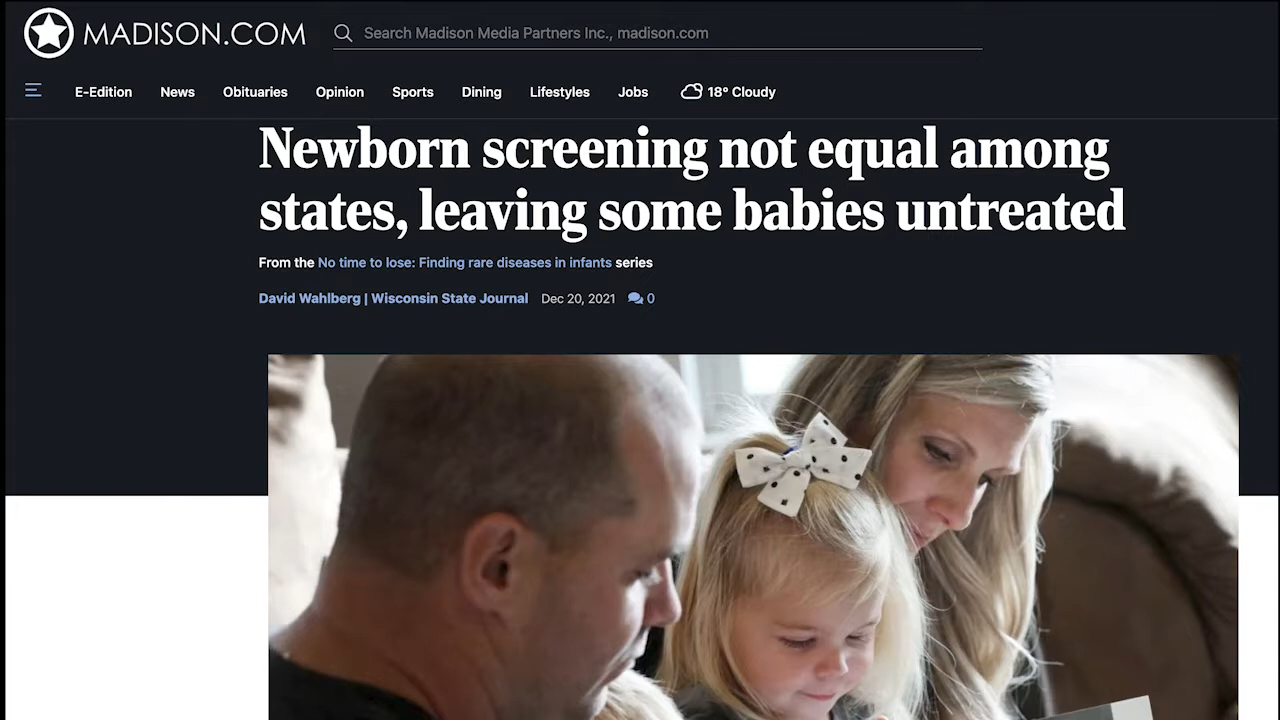 MADISON.COM
Search Madison Media Partners Inc., madison.com
E-Edition News Obituaries Opinion Sports Dining Lifestyles Jobs 18° Cloudy
Newborn screening not equal among
states, leaving some babies untreated
From the No time to lose: Finding rare diseases in infants series
David Wahlberg | Wisconsin State Journal Dec 20, 2021 0